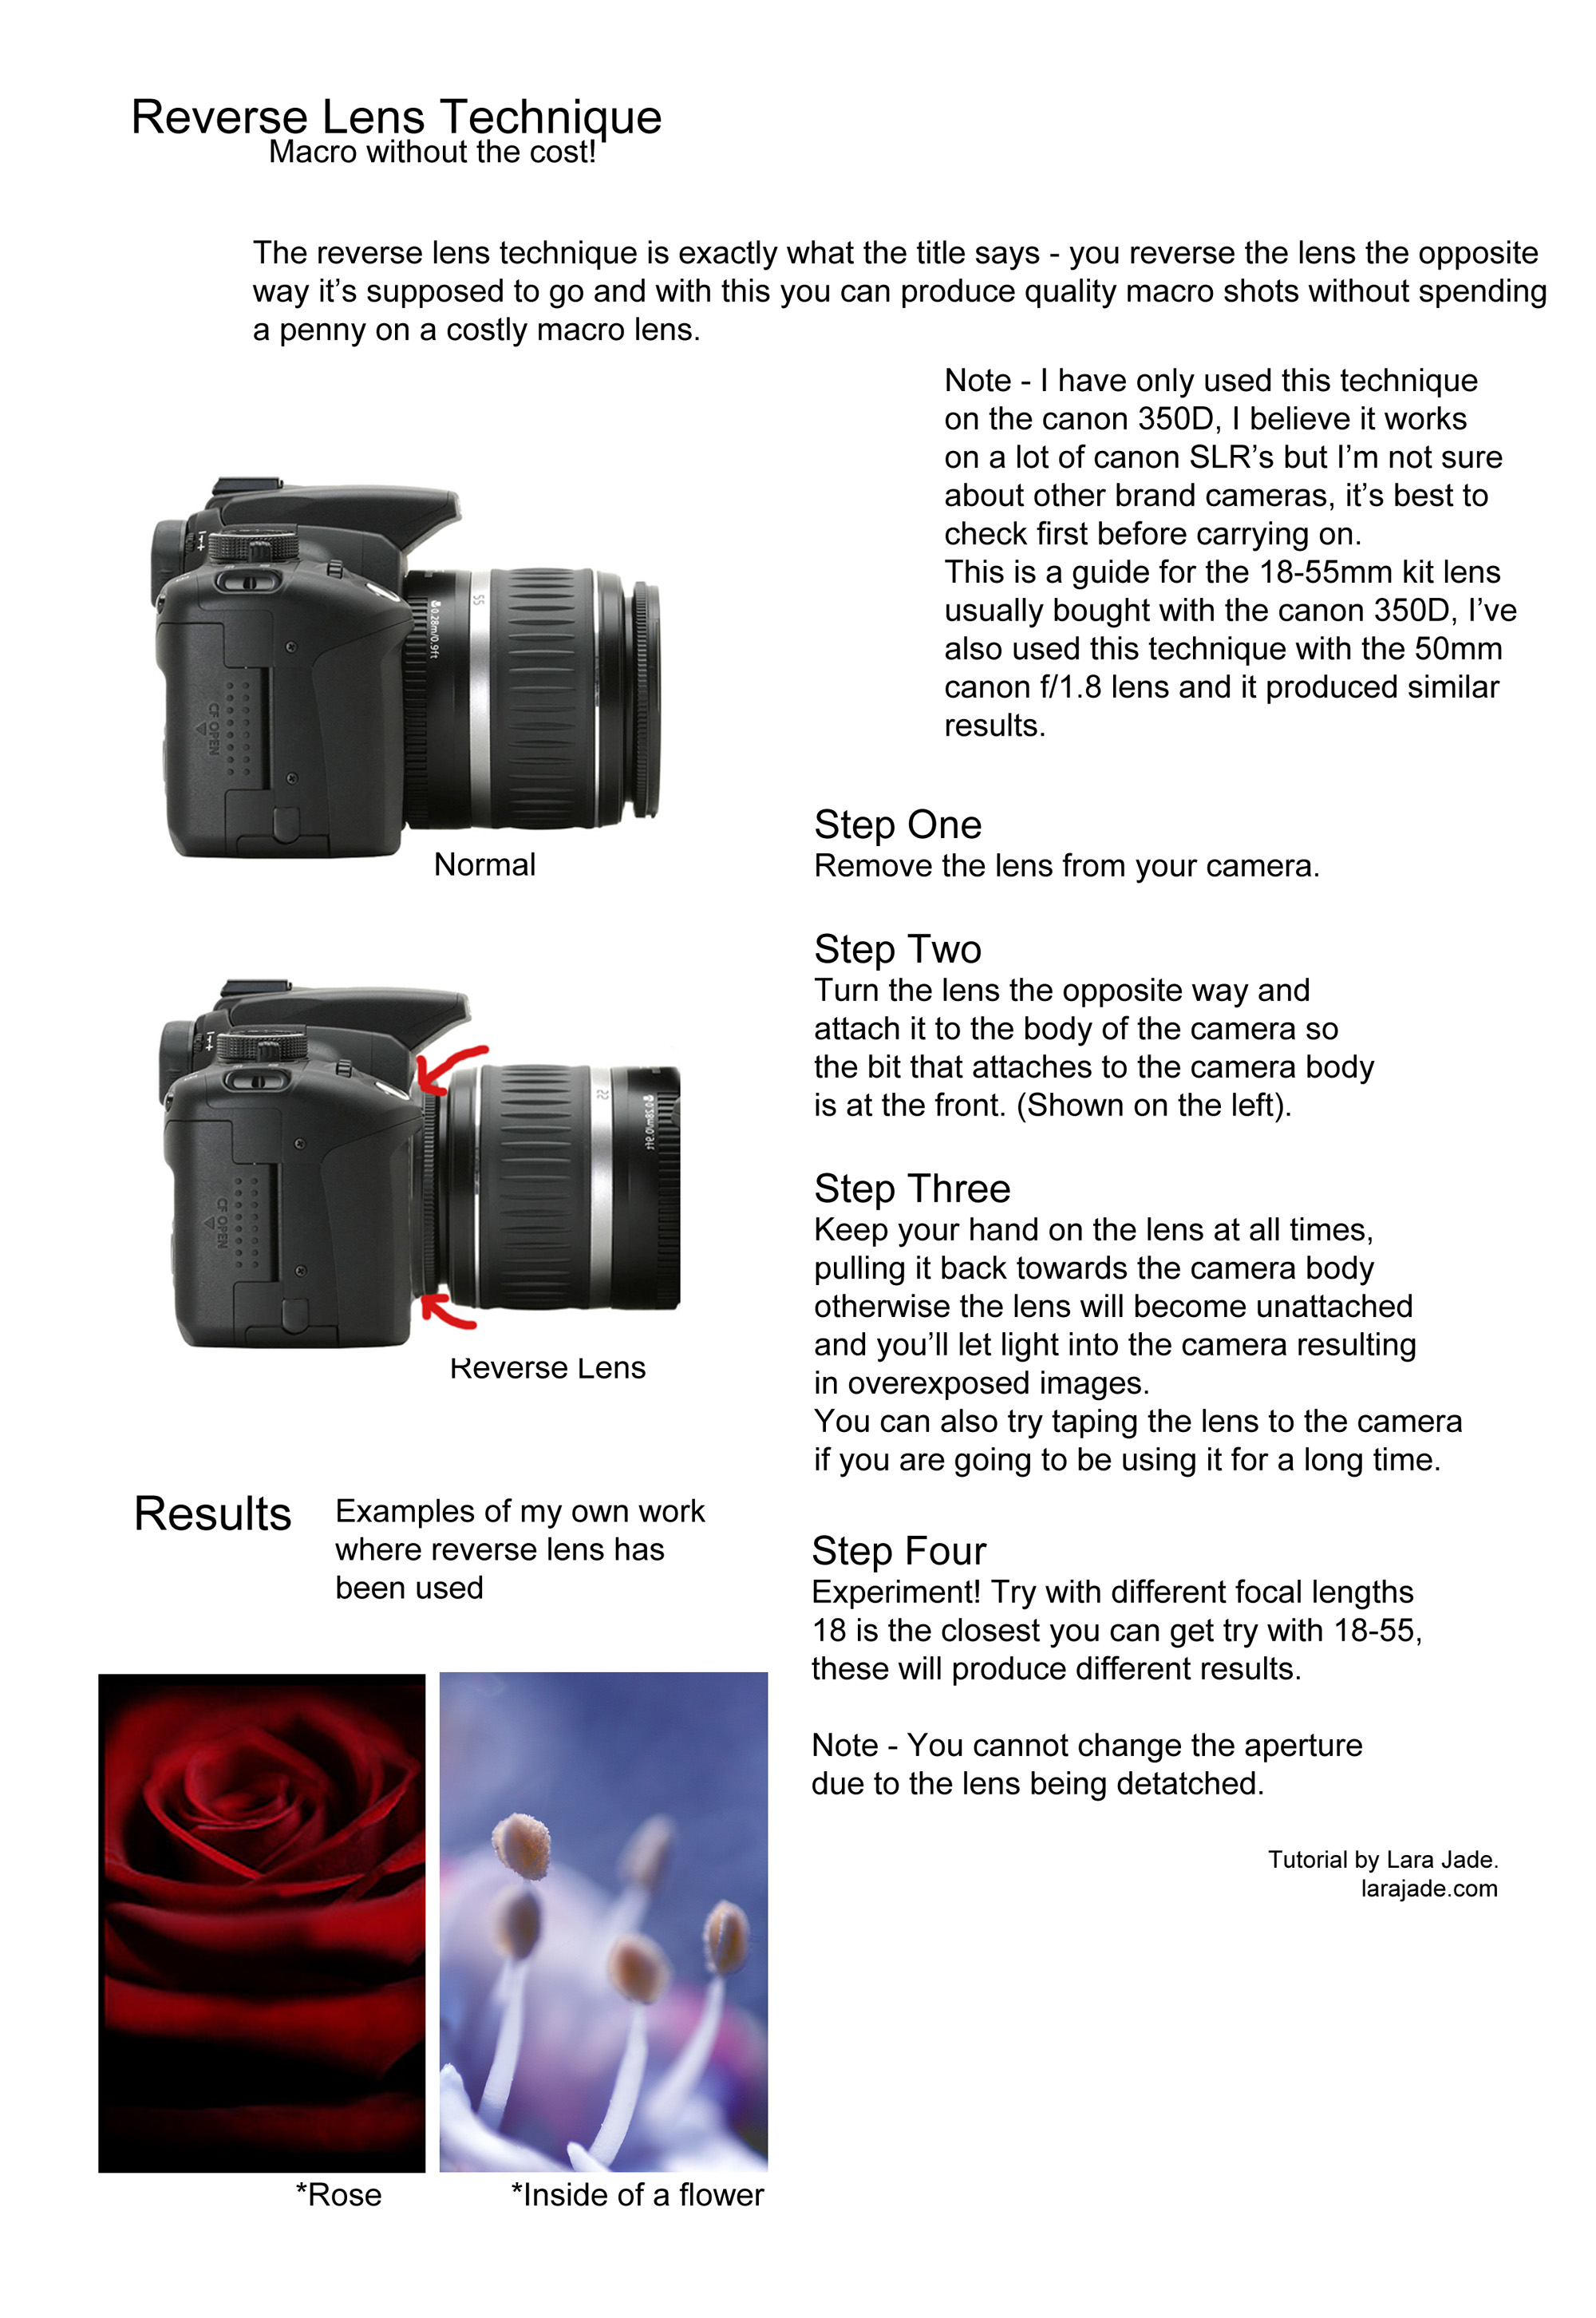 Reverse Lens Technique
Macro without the cost!
The reverse lens technique is exactly what the title says - you reverse the lens the opposite
way it's supposed to go and with this you can produce quality macro shots without spending
a penny on a costly macro lens.
Note - I have only used this technique
on the canon 350D, I believe it works
on a lot of canon SLR's but I'm not sure
about other brand cameras, it's best to
check first before carrying on.
This is a guide for the 18-55mm kit lens
usually bought with the canon 350D, I've
also used this technique with the 50mm
canon f/1.8 lens and it produced similar
results.
55
0.28m/0.9ft
CF OPEN
Normal
Step One
Remove the lens from your camera.
Step Two
Turn the lens the opposite way and
attach it to the body of the camera so
the bit that attaches to the camera body
is at the front. (Shown on the left).
55
0.28m/0.9ft
CF OPEN
Reverse Lens
Step Three
Keep your hand on the lens at all times,
pulling it back towards the camera body
otherwise the lens will become unattached
and you'll let light into the camera resulting
in overexposed images.
You can also try taping the lens to the camera
if you are going to be using it for a long time.
Results
Examples of my own work
where reverse lens has
been used
Step Four
Experiment! Try with different focal lengths
18 is the closest you can get try with 18-55,
these will produce different results.
Note - You cannot change the aperture
due to the lens being detatched.
Tutorial by Lara Jade.
larajade.com
*Rose
*Inside of a flower